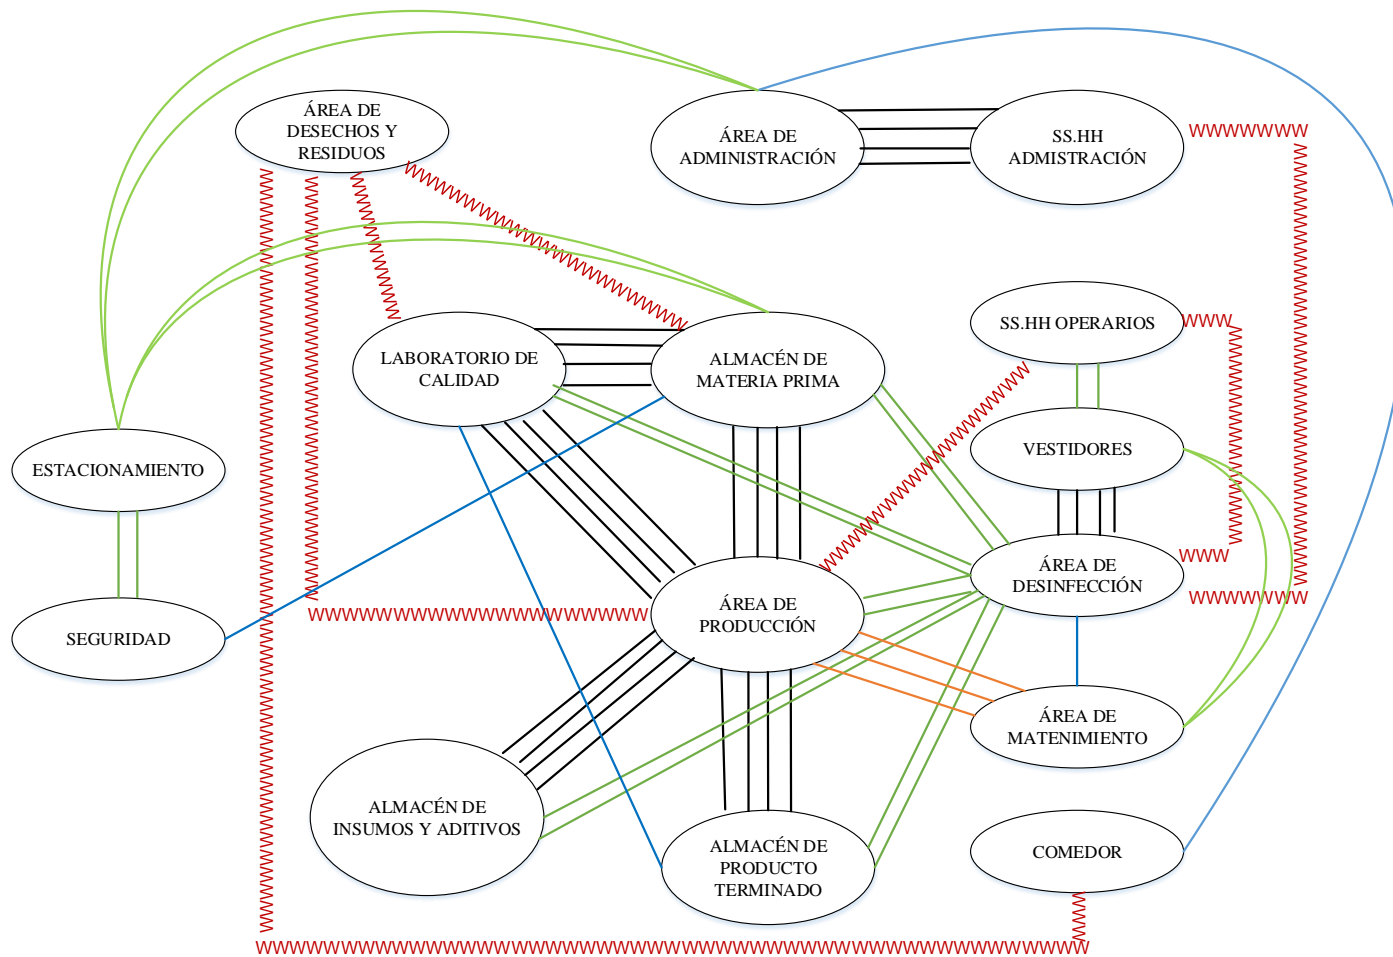 ÁREA DE
DESECHOS Y
RESIDUOS
ÁREA DE
ADMINISTRACIÓN
SS.HH
ADMISTRACIÓN
SS.HH OPERARIOS
LABORATORIO DE
CALIDAD
ALMACÉN DE
MATERIA PRIMA
VESTIDORES
ESTACIONAMIENTO
ÁREA DE
DESINFECCIÓN
SEGURIDAD
ÁREA DE
PRODUCCIÓN
ÁREA DE
MATENIMIENTO
ALMACÉN DE
INSUMOS Y ADITIVOS
ALMACÉN DE
PRODUCTO
TERMINADO
COMEDOR